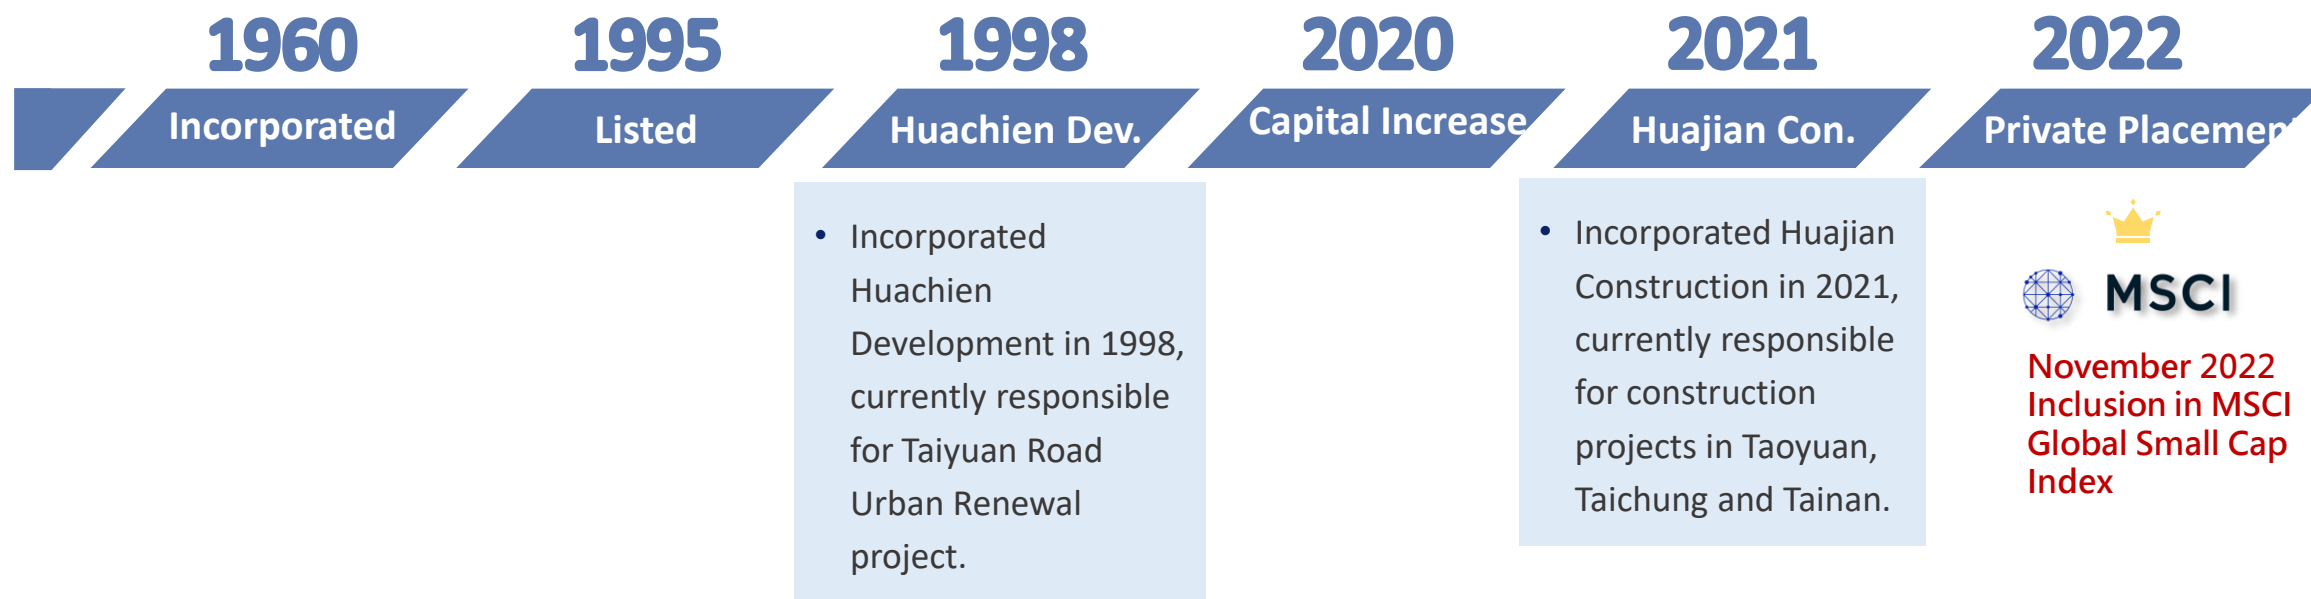 1960 1995 1998 2020 2021 2022
Incorporated Listed Huachien Dev. Capital Increase Huajian Con. Private Placement
• Incorporated
Huachien
Development in 1998,
currently responsible
for Taiyuan Road
Urban Renewal
project.
• Incorporated Huajian
Construction in 2021,
currently responsible
for construction
projects in Taoyuan,
Taichung and Tainan.
MSCI
November 2022
Inclusion in MSCI
Global Small Cap
Index